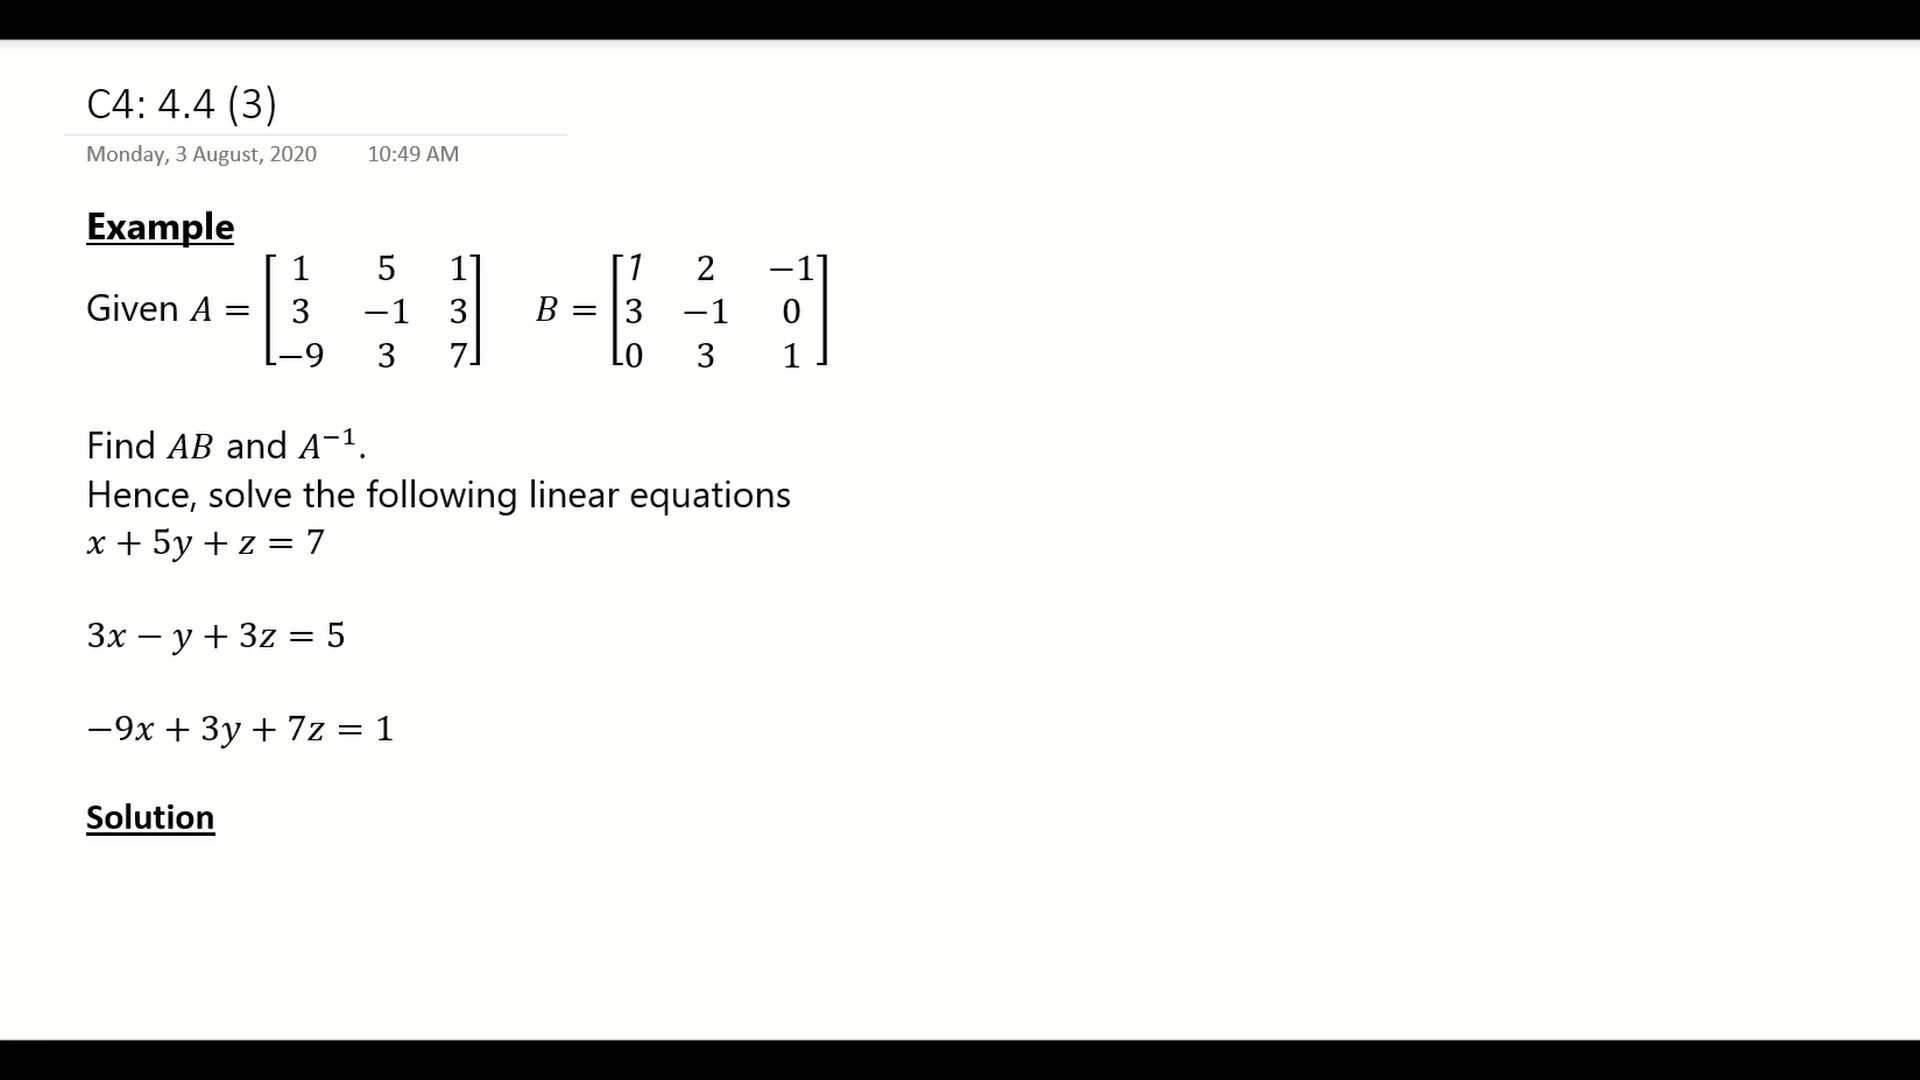 C4: 4.4 (3)
Monday, 3 August, 2020 10:49 AM
Example
Given A = [1 5 1; 3 −1 3; −9 3 7] B = [1 2 −1; 3 −1 0; 0 3 1]
Find AB and A⁻¹.
Hence, solve the following linear equations
x + 5y + z = 7
3x − y + 3z = 5
−9x + 3y + 7z = 1
Solution